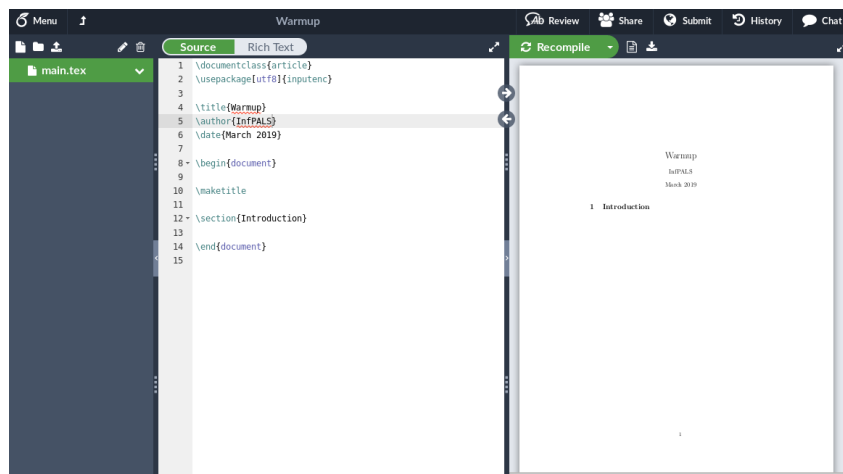 Menu
Warmup
Review
Share
Submit
History
Chat
Source
Rich Text
Recompile
main.tex
1 \documentclass{article}
2 \usepackage[utf8]{inputenc}
3
4 \title{Warmup}
5 \author{InfPALS}
6 \date{March 2019}
7
8 \begin{document}
9
10 \maketitle
11
12 \section{Introduction}
13
14 \end{document}
15
Warmup
InfPALS
March 2019
1 Introduction
1